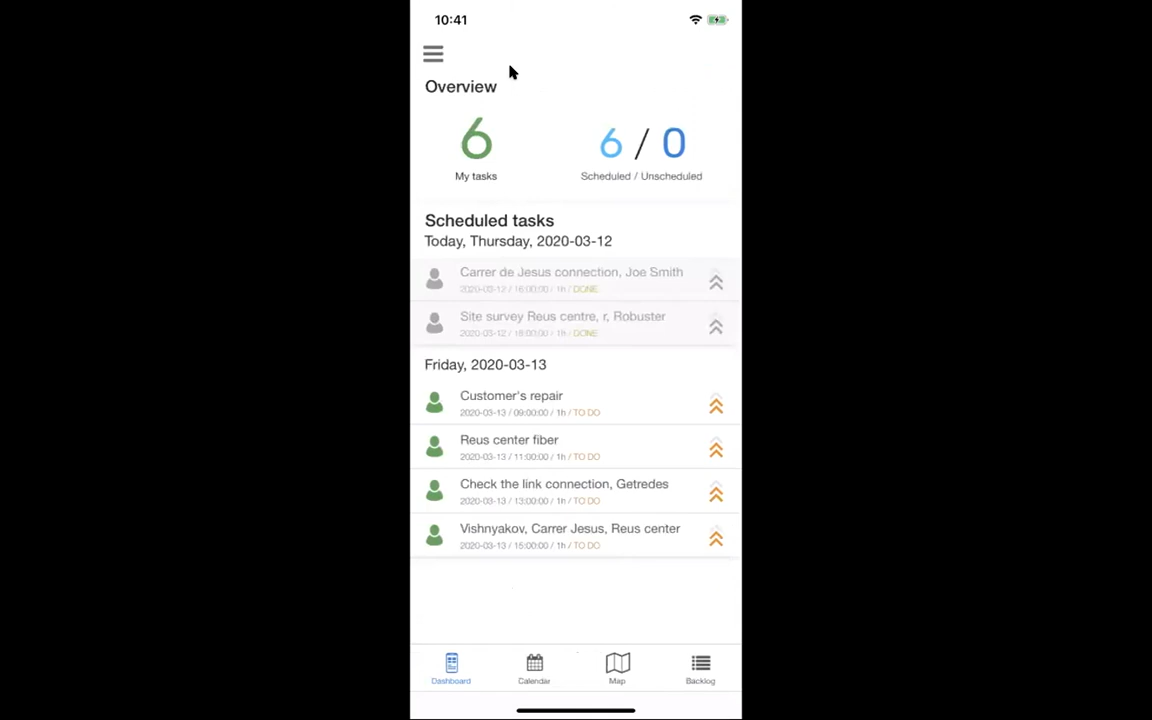 10:41
Overview
6
6 / 0
My tasks
Scheduled / Unscheduled
Scheduled tasks
Today, Thursday, 2020-03-12
Carrer de Jesus connection, Joe Smith
2020-03-12 / 16:00:00 / 1h / DONE
Site survey Reus centre, r, Robuster
2020-03-12 / 18:00:00 / 1h / DONE
Friday, 2020-03-13
Customer's repair
2020-03-13 / 09:00:00 / 1h / TO DO
Reus center fiber
2020-03-13 / 11:00:00 / 1h / TO DO
Check the link connection, Getredes
2020-03-13 / 13:00:00 / 1h / TO DO
Vishnyakov, Carrer Jesus, Reus center
2020-03-13 / 15:00:00 / 1h / TO DO
Dashboard
Calendar
Map
Backlog